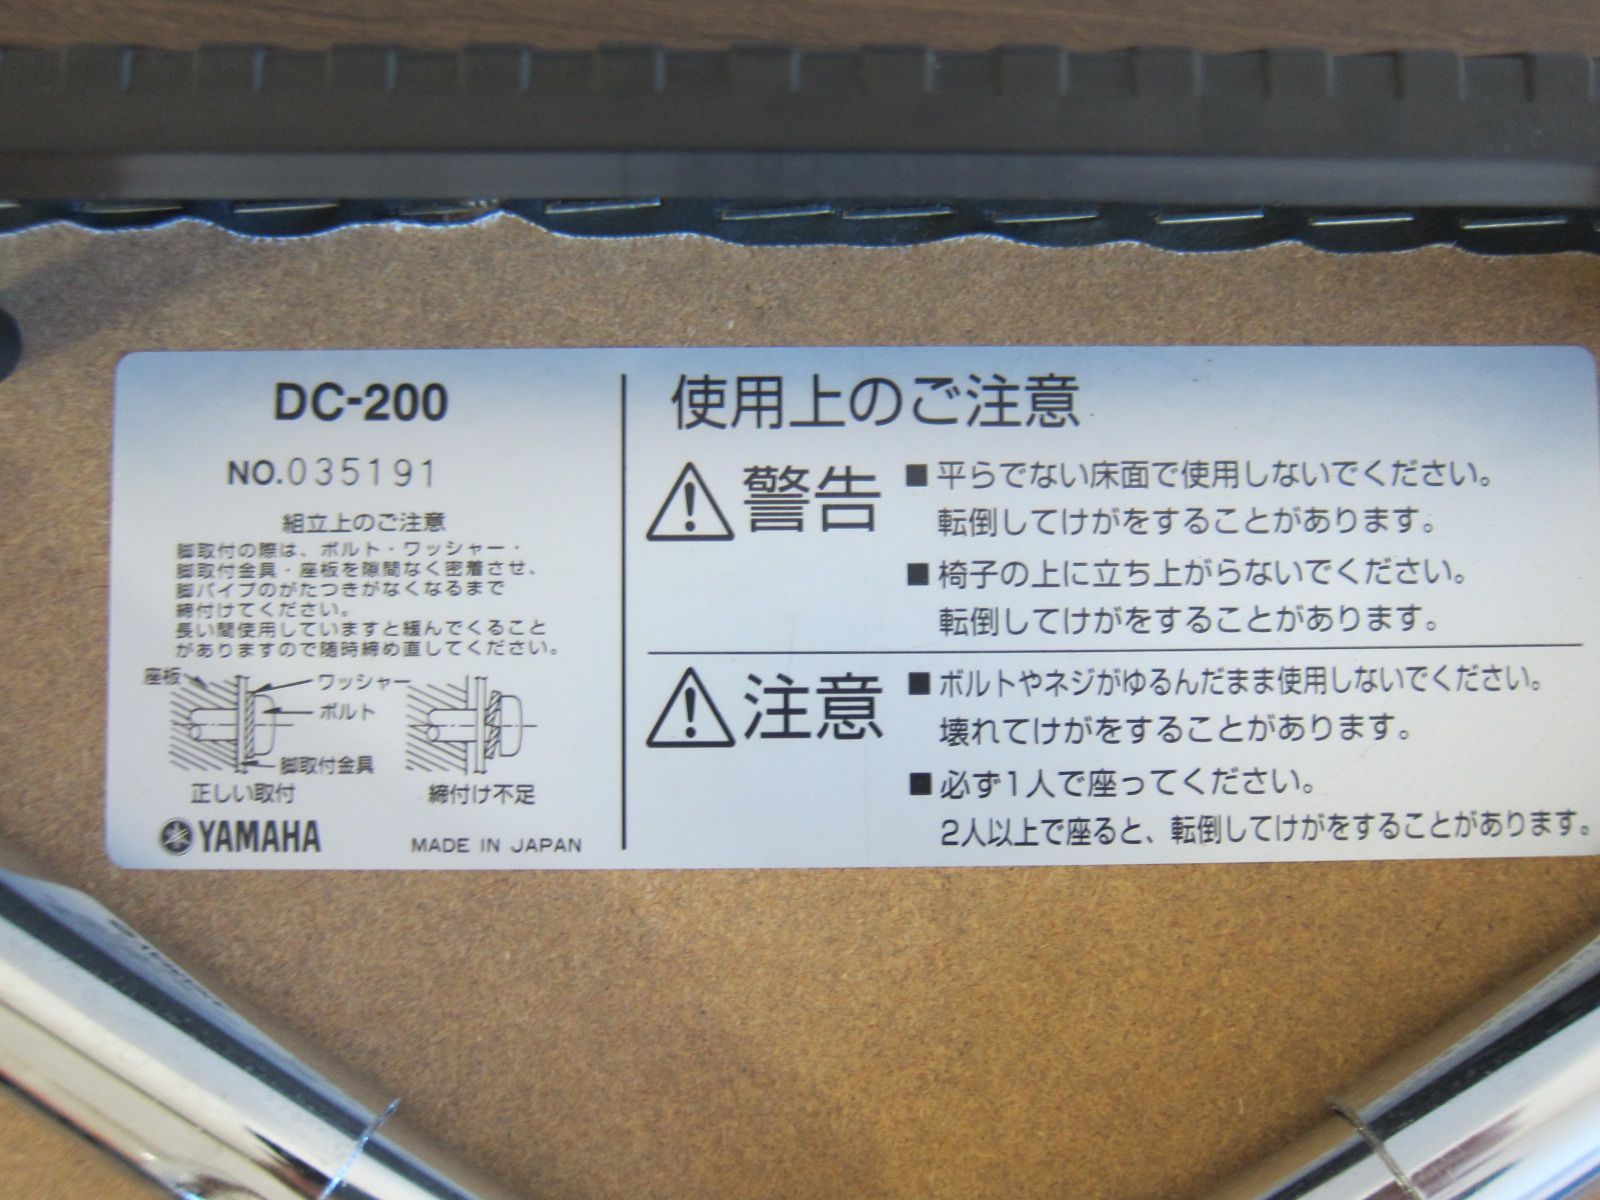 DC-200
NO.035191
組立上のご注意
脚取付の際は、ボルト・ワッシャー・
脚取付金具・座板を隙間なく密着させ、
脚パイプのがたつきがなくなるまで
締付けてください。
長い間使用していますと緩んでくること
がありますので随時締め直してください。
座板
ワッシャー
ボルト
脚取付金具
正しい取付
締付け不足
YAMAHA
MADE IN JAPAN
使用上のご注意
警告
■平らでない床面で使用しないでください。
転倒してけがをすることがあります。
■椅子の上に立ち上がらないでください。
転倒してけがをすることがあります。
注意
■ボルトやネジがゆるんだまま使用しないでください。
壊れてけがをすることがあります。
■必ず1人で座ってください。
2人以上で座ると、転倒してけがをすることがあります。